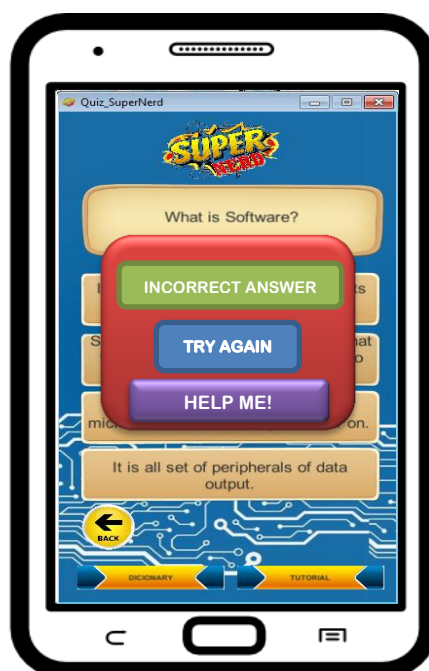 Quiz_SuperNerd
SUPER
NERD
What is Software?
INCORRECT ANSWER
TRY AGAIN
HELP ME!
on.
It is all set of peripherals of data
output.
BACK
DICIONARY
TUTORIAL